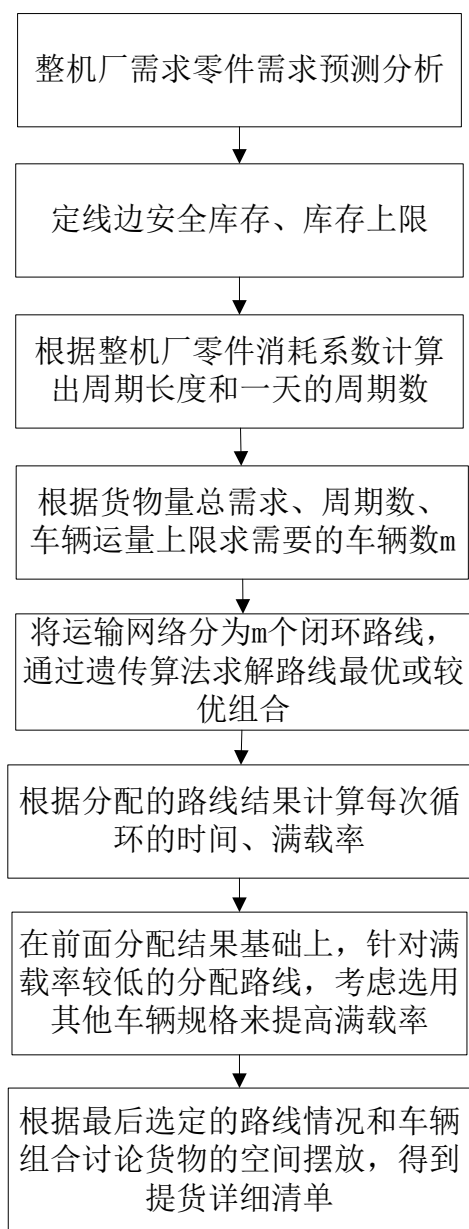 整机厂需求零件需求预测分析
定线边安全库存、库存上限
根据整机厂零件消耗系数计算
出周期长度和一天的周期数
根据货物量总需求、周期数、
车辆运量上限求需要的车辆数m
将运输网络分为m个闭环路线，
通过遗传算法求解路线最优或较
优组合
根据分配的路线结果计算每次循
环的时间、满载率
在前面分配结果基础上，针对满
载率较低的分配路线，考虑选用
其他车辆规格来提高满载率
根据最后选定的路线情况和车辆
组合讨论货物的空间摆放，得到
提货详细清单